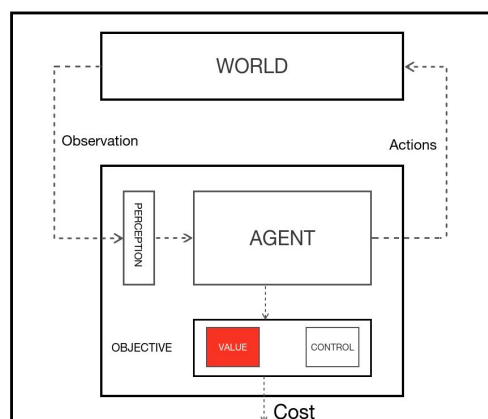 WORLD
Observation
Actions
PERCEPTION
AGENT
OBJECTIVE
VALUE
CONTROL
Cost